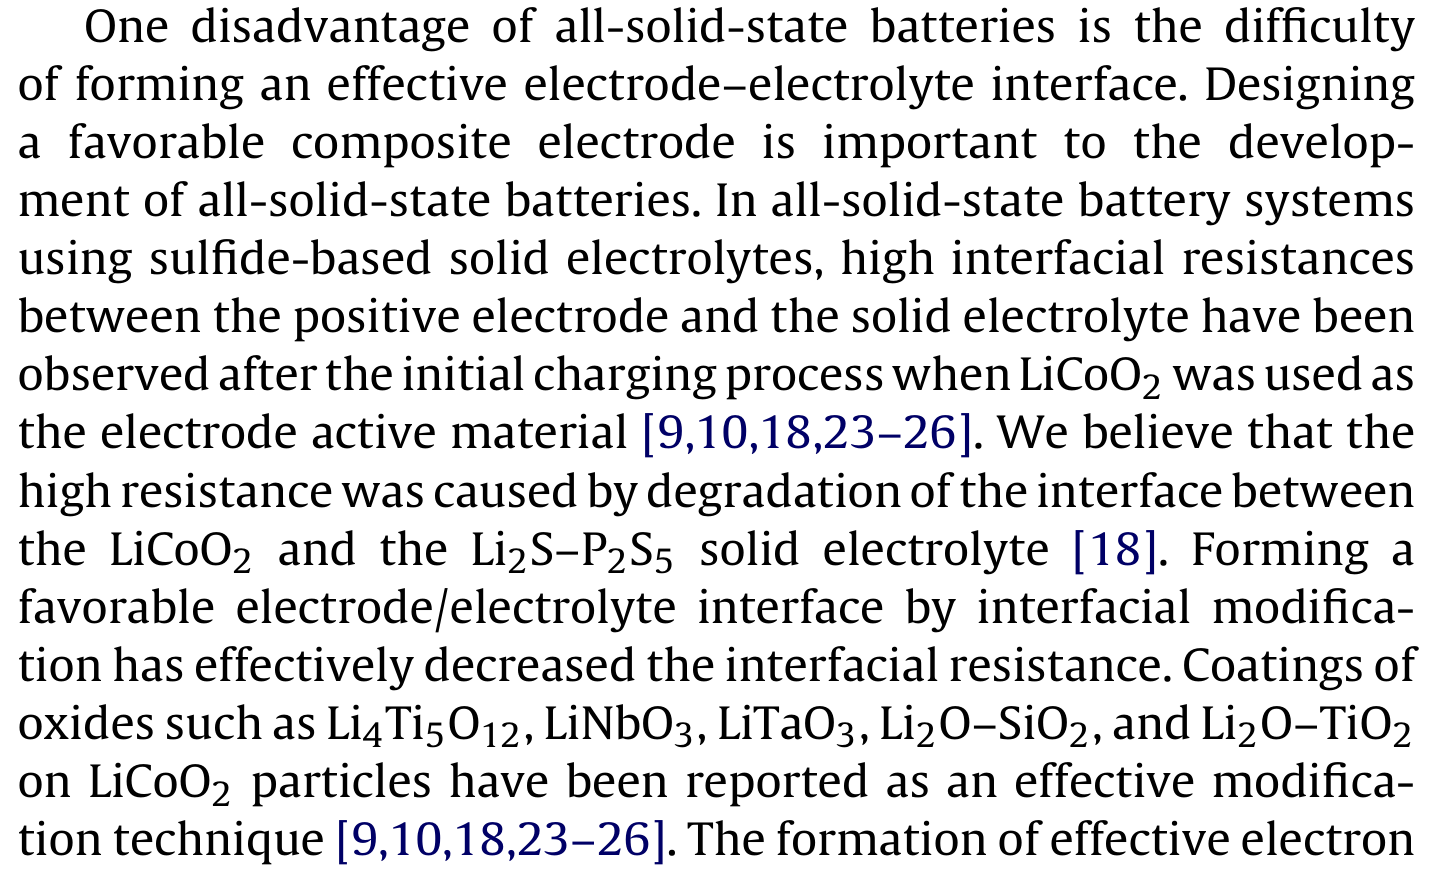 One disadvantage of all-solid-state batteries is the difficulty
of forming an effective electrode–electrolyte interface. Designing
a favorable composite electrode is important to the develop-
ment of all-solid-state batteries. In all-solid-state battery systems
using sulfide-based solid electrolytes, high interfacial resistances
between the positive electrode and the solid electrolyte have been
observed after the initial charging process when LiCoO₂ was used as
the electrode active material [9,10,18,23–26]. We believe that the
high resistance was caused by degradation of the interface between
the LiCoO₂ and the Li₂S–P₂S₅ solid electrolyte [18]. Forming a
favorable electrode/electrolyte interface by interfacial modifica-
tion has effectively decreased the interfacial resistance. Coatings of
oxides such as Li₄Ti₅O₁₂, LiNbO₃, LiTaO₃, Li₂O–SiO₂, and Li₂O–TiO₂
on LiCoO₂ particles have been reported as an effective modifica-
tion technique [9,10,18,23–26]. The formation of effective electron